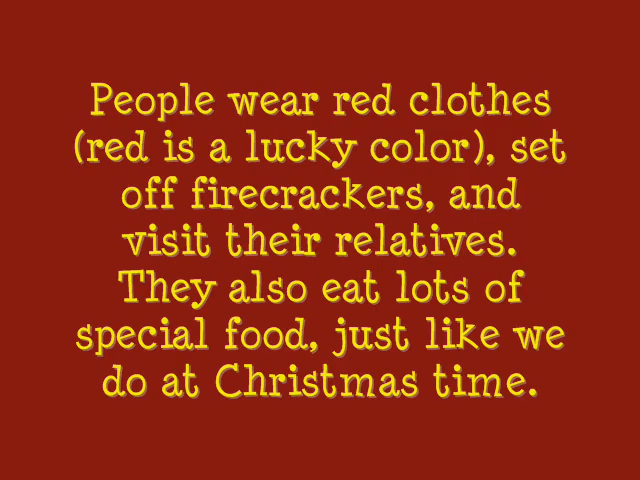 People wear red clothes
(red is a lucky color), set
off firecrackers, and
visit their relatives.
They also eat lots of
special food, just like we
do at Christmas time.